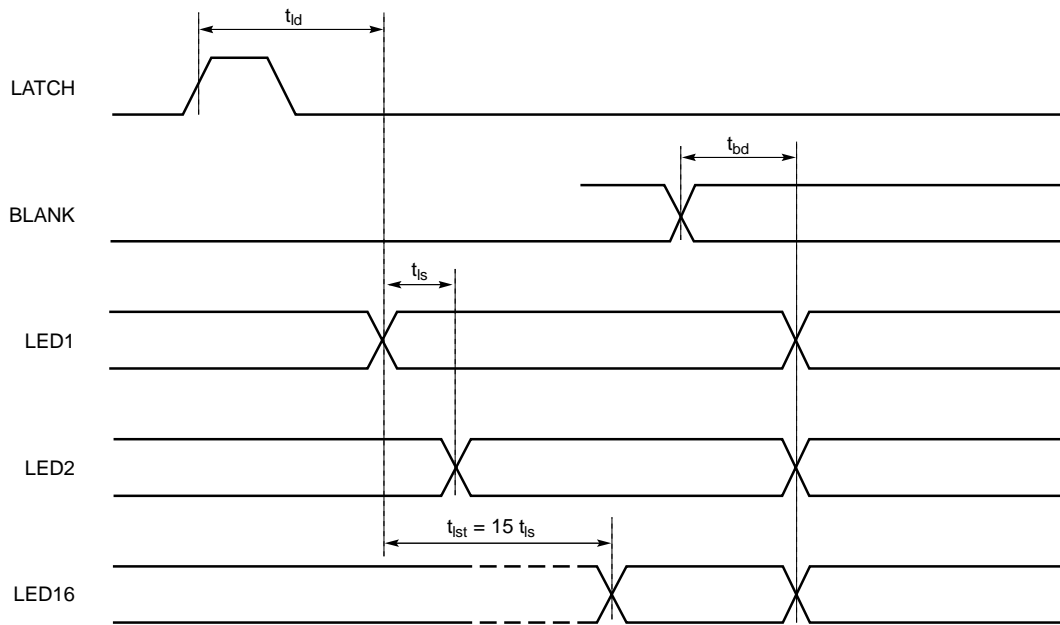 t_ld
LATCH
t_bd
BLANK
t_ls
LED1
LED2
t_lst = 15 t_ls
LED16